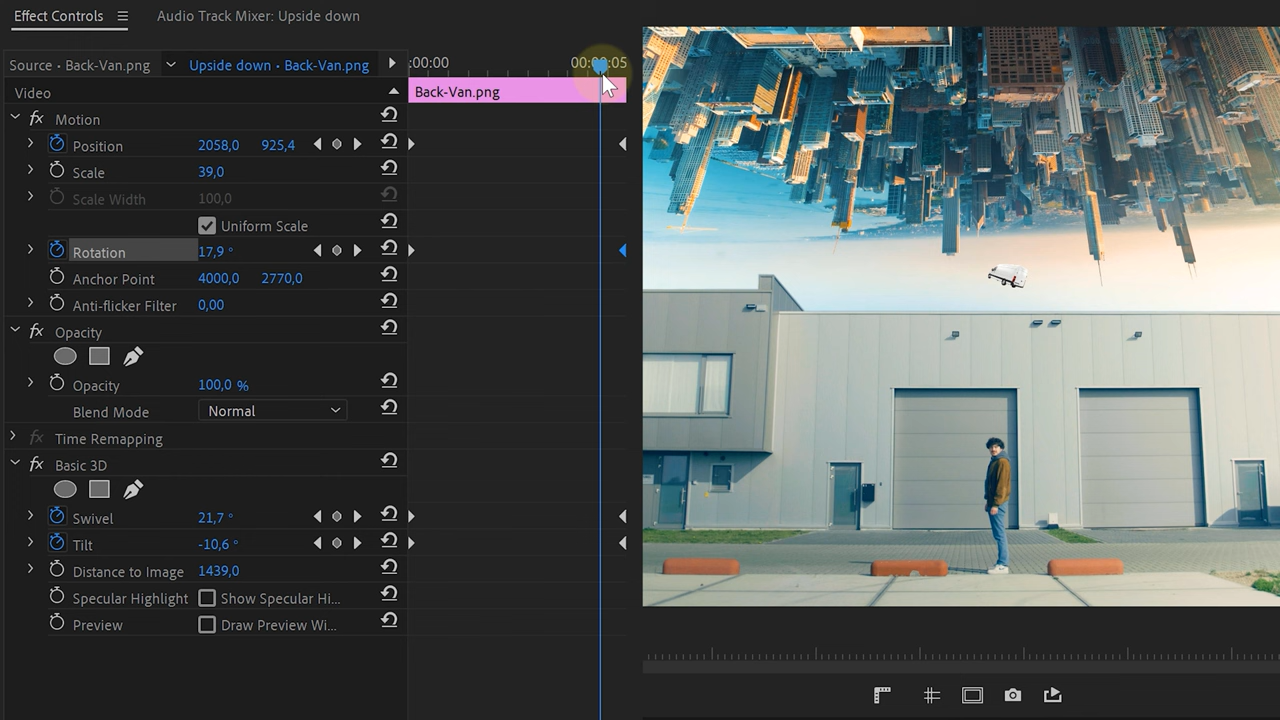 Effect Controls
Audio Track Mixer: Upside down
Source • Back-Van.png
Upside down • Back-Van.png
:00:00
00:00:05
Video
Back-Van.png
fx Motion
Position 2058,0 925,4
Scale 39,0
Scale Width 100,0
Uniform Scale
Rotation 17,9 °
Anchor Point 4000,0 2770,0
Anti-flicker Filter 0,00
fx Opacity
Opacity 100,0 %
Blend Mode Normal
fx Time Remapping
fx Basic 3D
Swivel 21,7 °
Tilt -10,6 °
Distance to Image 1439,0
Specular Highlight Show Specular Hi...
Preview Draw Preview Wi...